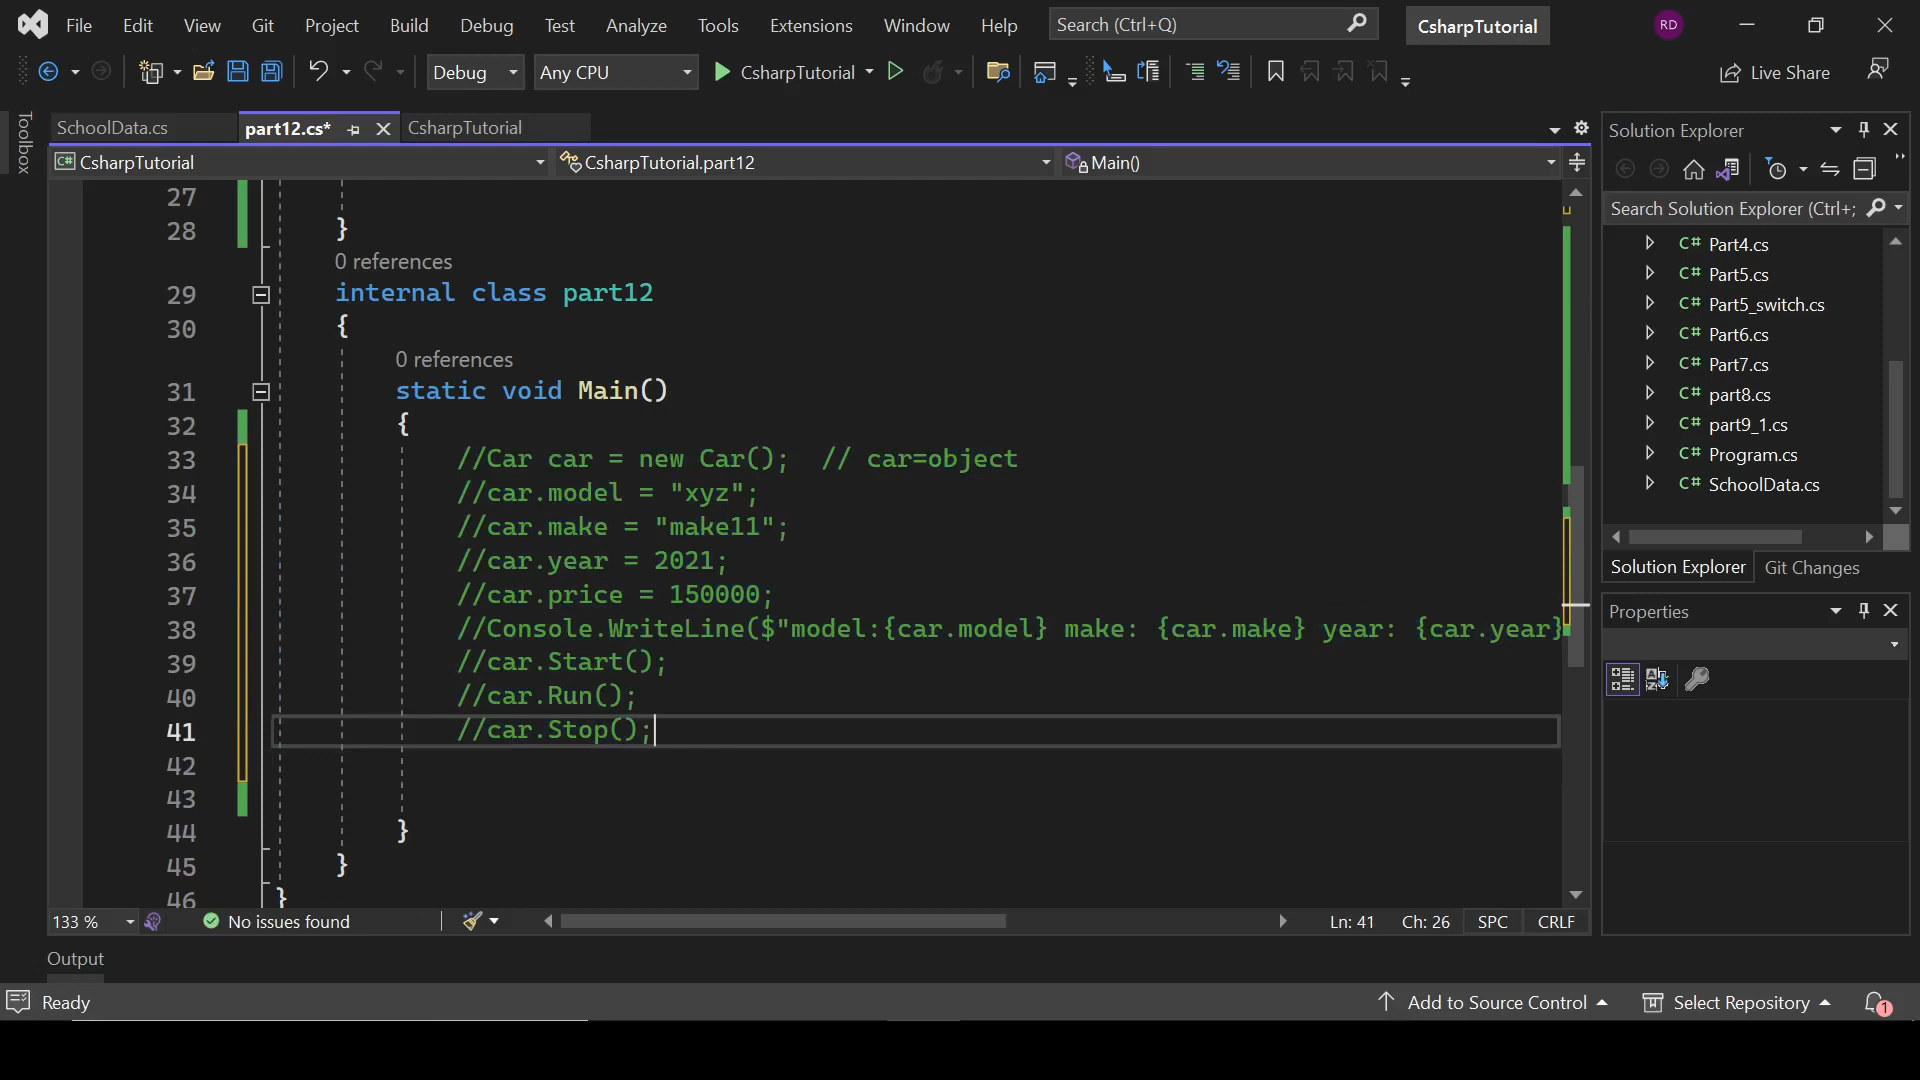 File Edit View Git Project Build Debug Test Analyze Tools Extensions Window Help Search (Ctrl+Q) CsharpTutorial RD
Debug Any CPU CsharpTutorial Live Share
Toolbox
SchoolData.cs part12.cs* CsharpTutorial
C# CsharpTutorial CsharpTutorial.part12 Main()
27
28 }
0 references
29 internal class part12
30 {
0 references
31 static void Main()
32 {
33 //Car car = new Car(); // car=object
34 //car.model = "xyz";
35 //car.make = "make11";
36 //car.year = 2021;
37 //car.price = 150000;
38 //Console.WriteLine($"model:{car.model} make: {car.make} year: {car.year}
39 //car.Start();
40 //car.Run();
41 //car.Stop();
42
43
44 }
45 }
46 }
133 % No issues found Ln: 41 Ch: 26 SPC CRLF
Solution Explorer
Search Solution Explorer (Ctrl+;
C# Part4.cs
C# Part5.cs
C# Part5_switch.cs
C# Part6.cs
C# Part7.cs
C# part8.cs
C# part9_1.cs
C# Program.cs
C# SchoolData.cs
Solution Explorer Git Changes
Properties
Output
Ready Add to Source Control Select Repository 1